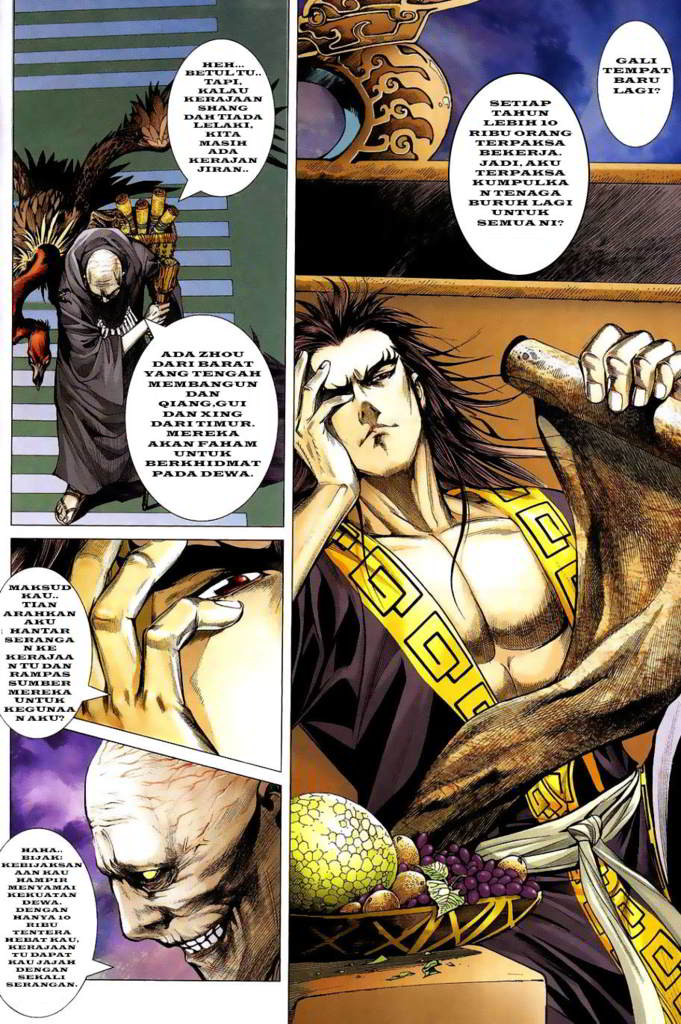 GALI
TEMPAT
BARU
LAGI?
SETIAP
TAHUN
LEBIH 10
RIBU ORANG
TERPAKSA
BEKERJA.
JADI, AKU
TERPAKSA
KUMPULKA
N TENAGA
BURUH LAGI
UNTUK
SEMUA NI?
HEH...
BETUL TU..
TAPI,
KALAU
KERAJAAN
SHANG
DAH TIADA
LELAKI,
KITA
MASIH
ADA
KERAJAN
JIRAN..
ADA ZHOU
DARI BARAT
YANG TENGAH
MEMBANGUN
DAN
QIANG,GUI
DAN XING
DARI TIMUR.
MEREKA
AKAN FAHAM
UNTUK
BERKHIDMAT
PADA DEWA.
MAKSUD
KAU..
TIAN
ARAHKAN
AKU
HANTAR
SERANGA
N KE
KERAJAA
N TU DAN
RAMPAS
SUMBER
MEREKA
UNTUK
KEGUNAA
N AKU?
HAHA..
BIJAK!
KEBIJAKSAN
AAN KAU
HAMPIR
MENYAMAI
KEKUATAN
DEWA.
DENGAN
HANYA 10
RIBU
TENTERA
HEBAT KAU,
KERAJAAN
TU DAPAT
KAU JAJAH
DENGAN
SEKALI
SERANGAN.